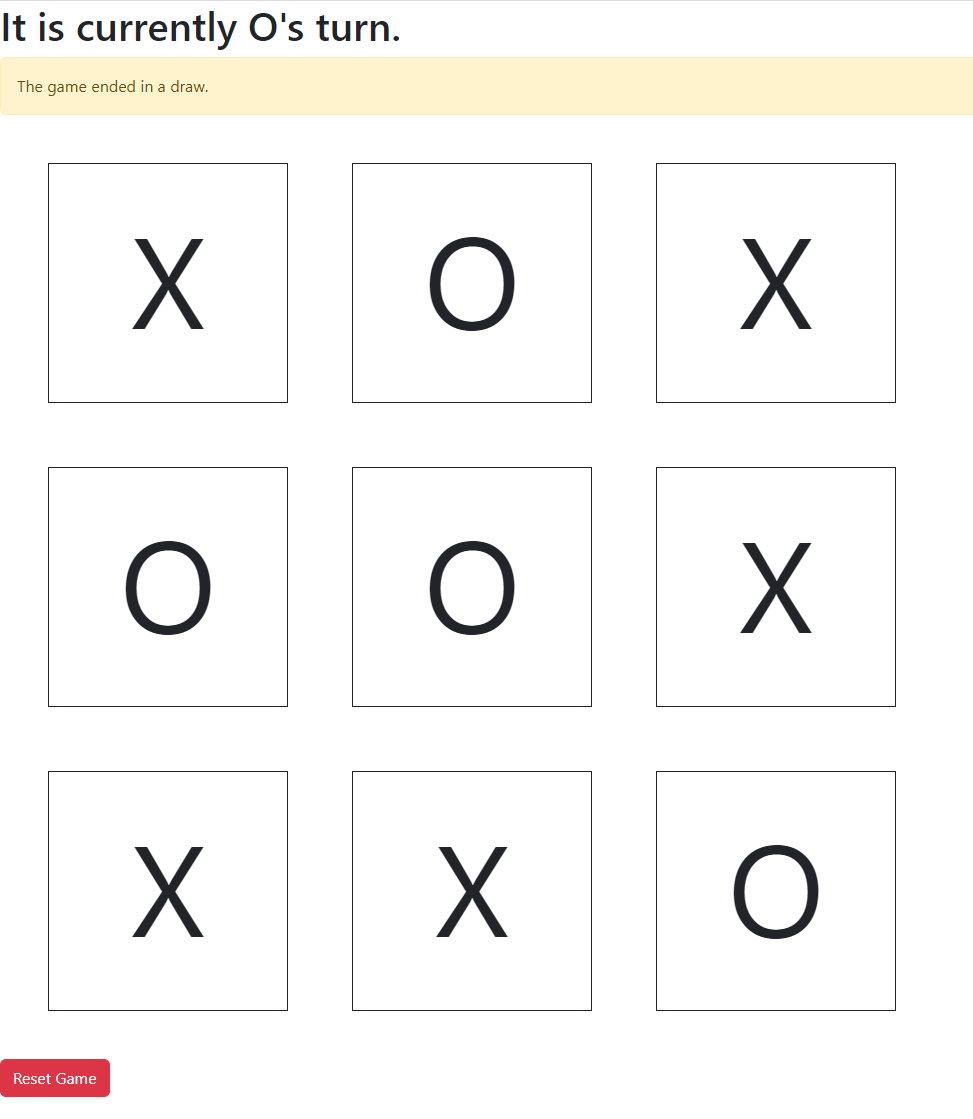 It is currently O's turn.
The game ended in a draw.
X O X
O O X
X X O
Reset Game